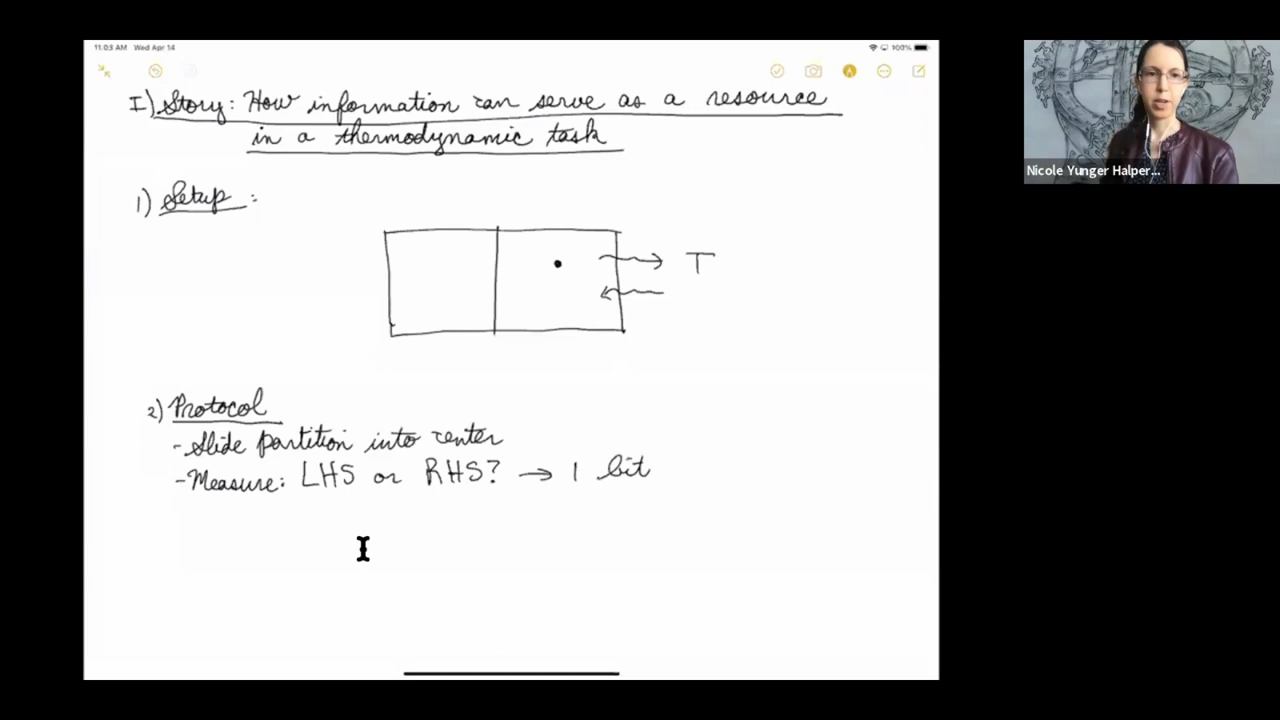 11:03 AM Wed Apr 14
100%
I.) Story: How information can serve as a resource
in a thermodynamic task
1) Setup:
T
2) Protocol
- Slide partition into center
- Measure: LHS or RHS? → 1 bit
Nicole Yunger Halper...